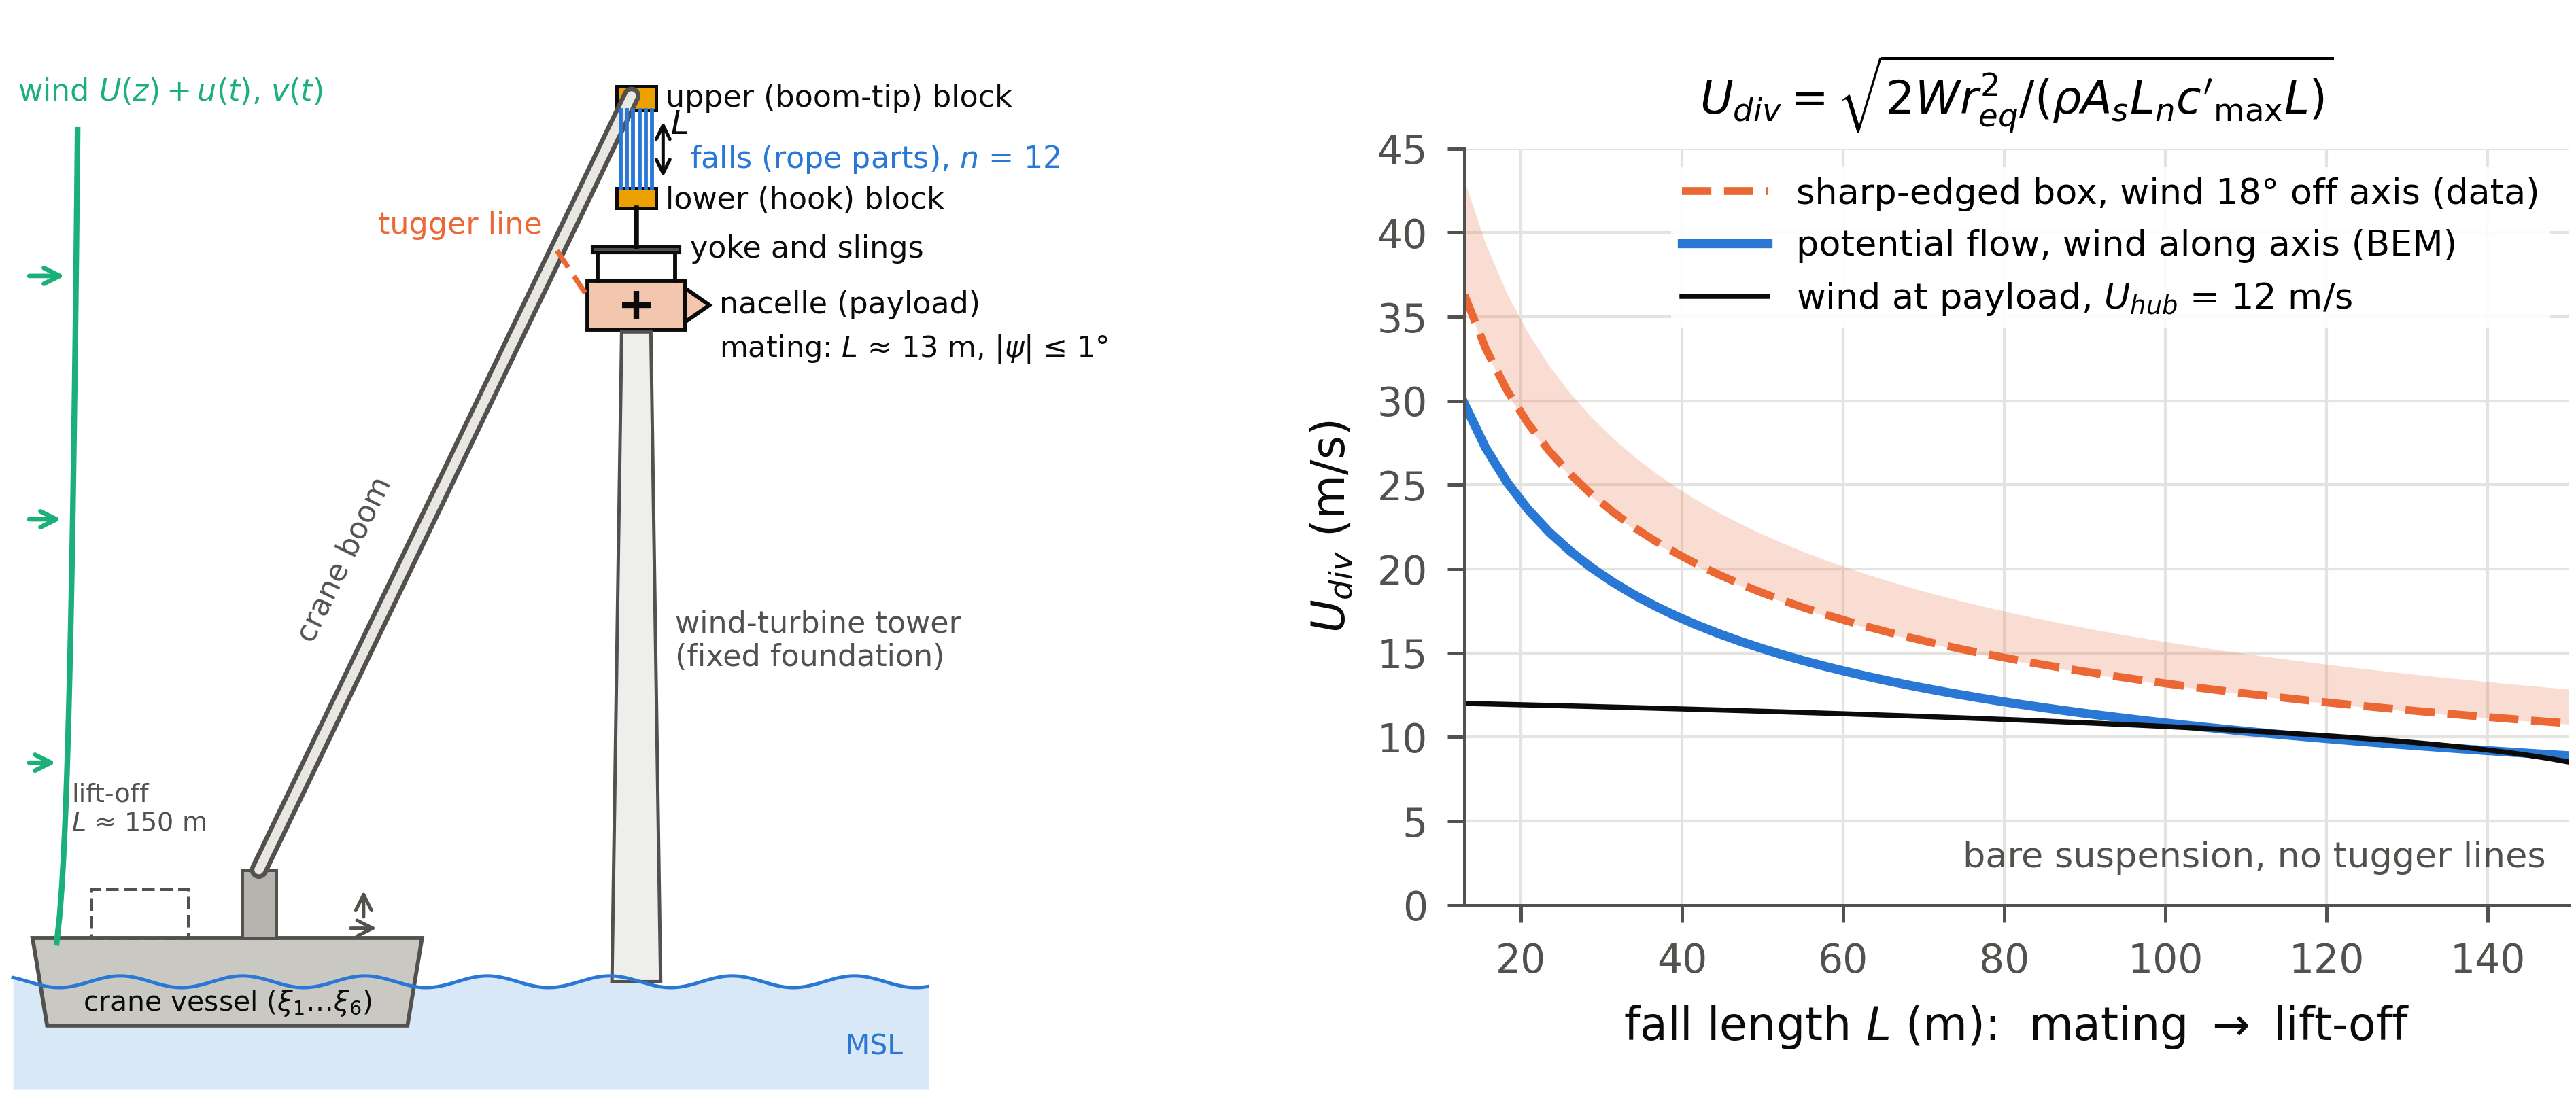 wind U(z) + u(t), v(t)
upper (boom-tip) block
L
falls (rope parts), n = 12
lower (hook) block
tugger line
yoke and slings
nacelle (payload)
mating: L ≈ 13 m, |ψ| ≤ 1°
crane boom
wind-turbine tower
(fixed foundation)
lift-off
L ≈ 150 m
crane vessel (ξ₁…ξ₆)
MSL
U_div = √(2Wr²_eq/(ρA_sL_nc′_maxL))
sharp-edged box, wind 18° off axis (data)
potential flow, wind along axis (BEM)
wind at payload, U_hub = 12 m/s
45
40
35
30
25
20
15
10
5
0
U_div (m/s)
bare suspension, no tugger lines
20 40 60 80 100 120 140
fall length L (m): mating → lift-off